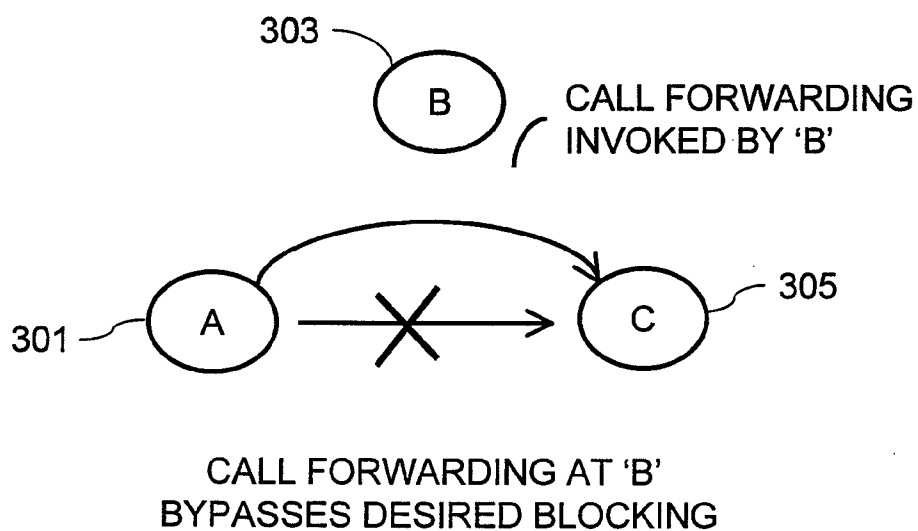 303
B
CALL FORWARDING
INVOKED BY ‘B’
A
C
301
305
CALL FORWARDING AT ‘B’
BYPASSES DESIRED BLOCKING